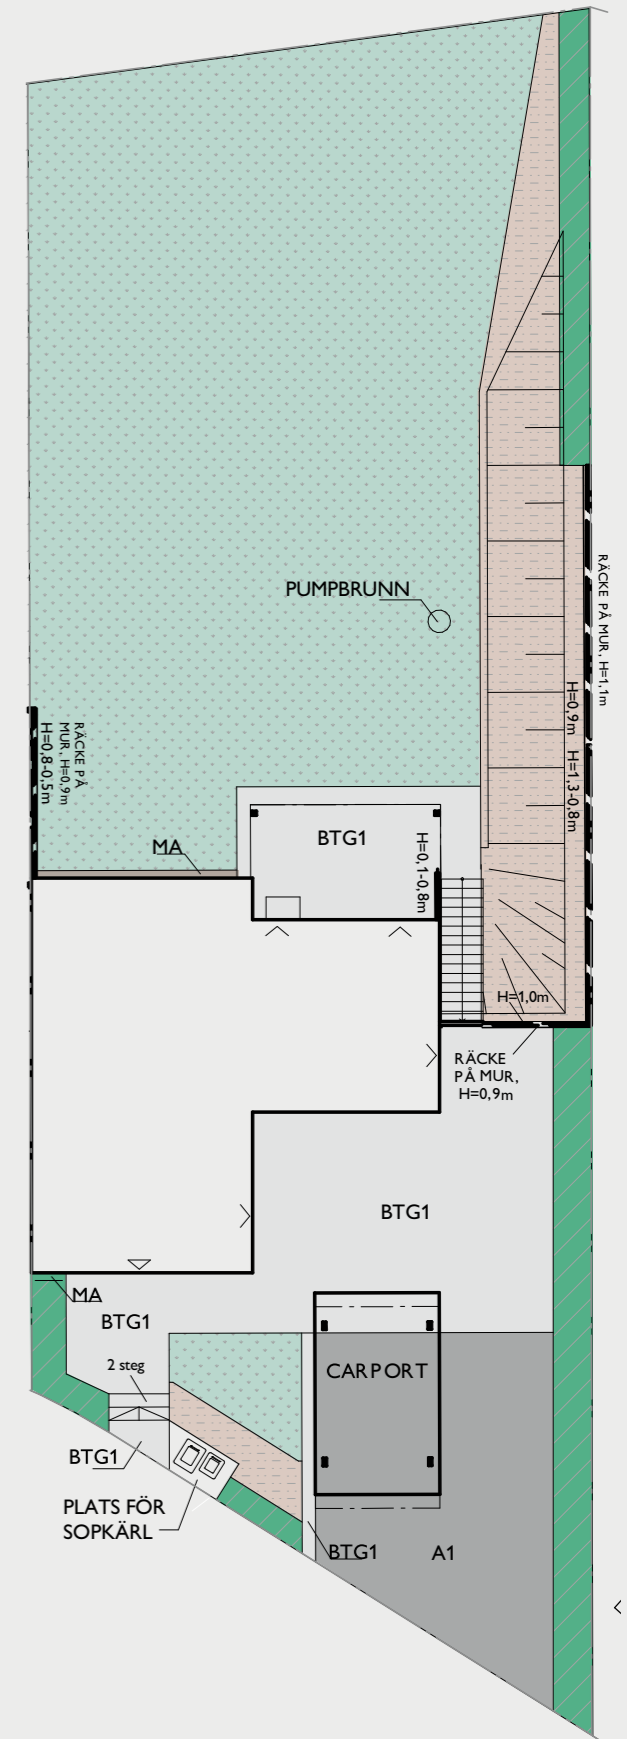 PUMPBRUNN
RÄCKE PÅ MUR, H=1,1m
H=0,9m
H=1,3-0,8m
RÄCKE PÅ
MUR, H=0,9m
H=0,8-0,5m
MA
BTG1
H=0,1-0,8m
H=1,0m
RÄCKE
PÅ MUR,
H=0,9m
BTG1
MA
BTG1
2 steg
CARPORT
BTG1
PLATS FÖR
SOPKÄRL
BTG1
A1